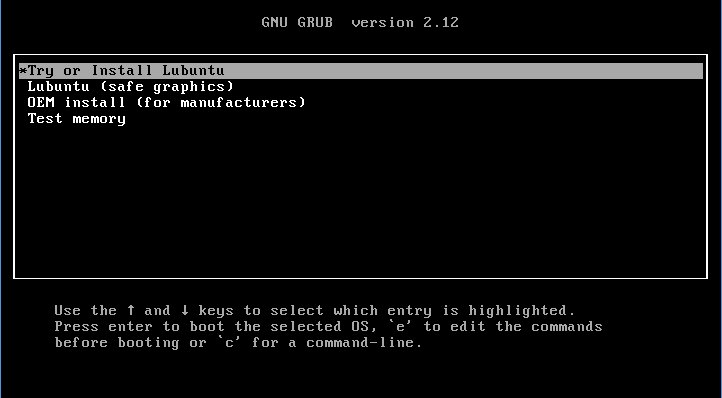 GNU GRUB  version 2.12
*Try or Install Lubuntu
Lubuntu (safe graphics)
OEM install (for manufacturers)
Test memory
Use the ↑ and ↓ keys to select which entry is highlighted.
Press enter to boot the selected OS, `e' to edit the commands
before booting or `c' for a command-line.